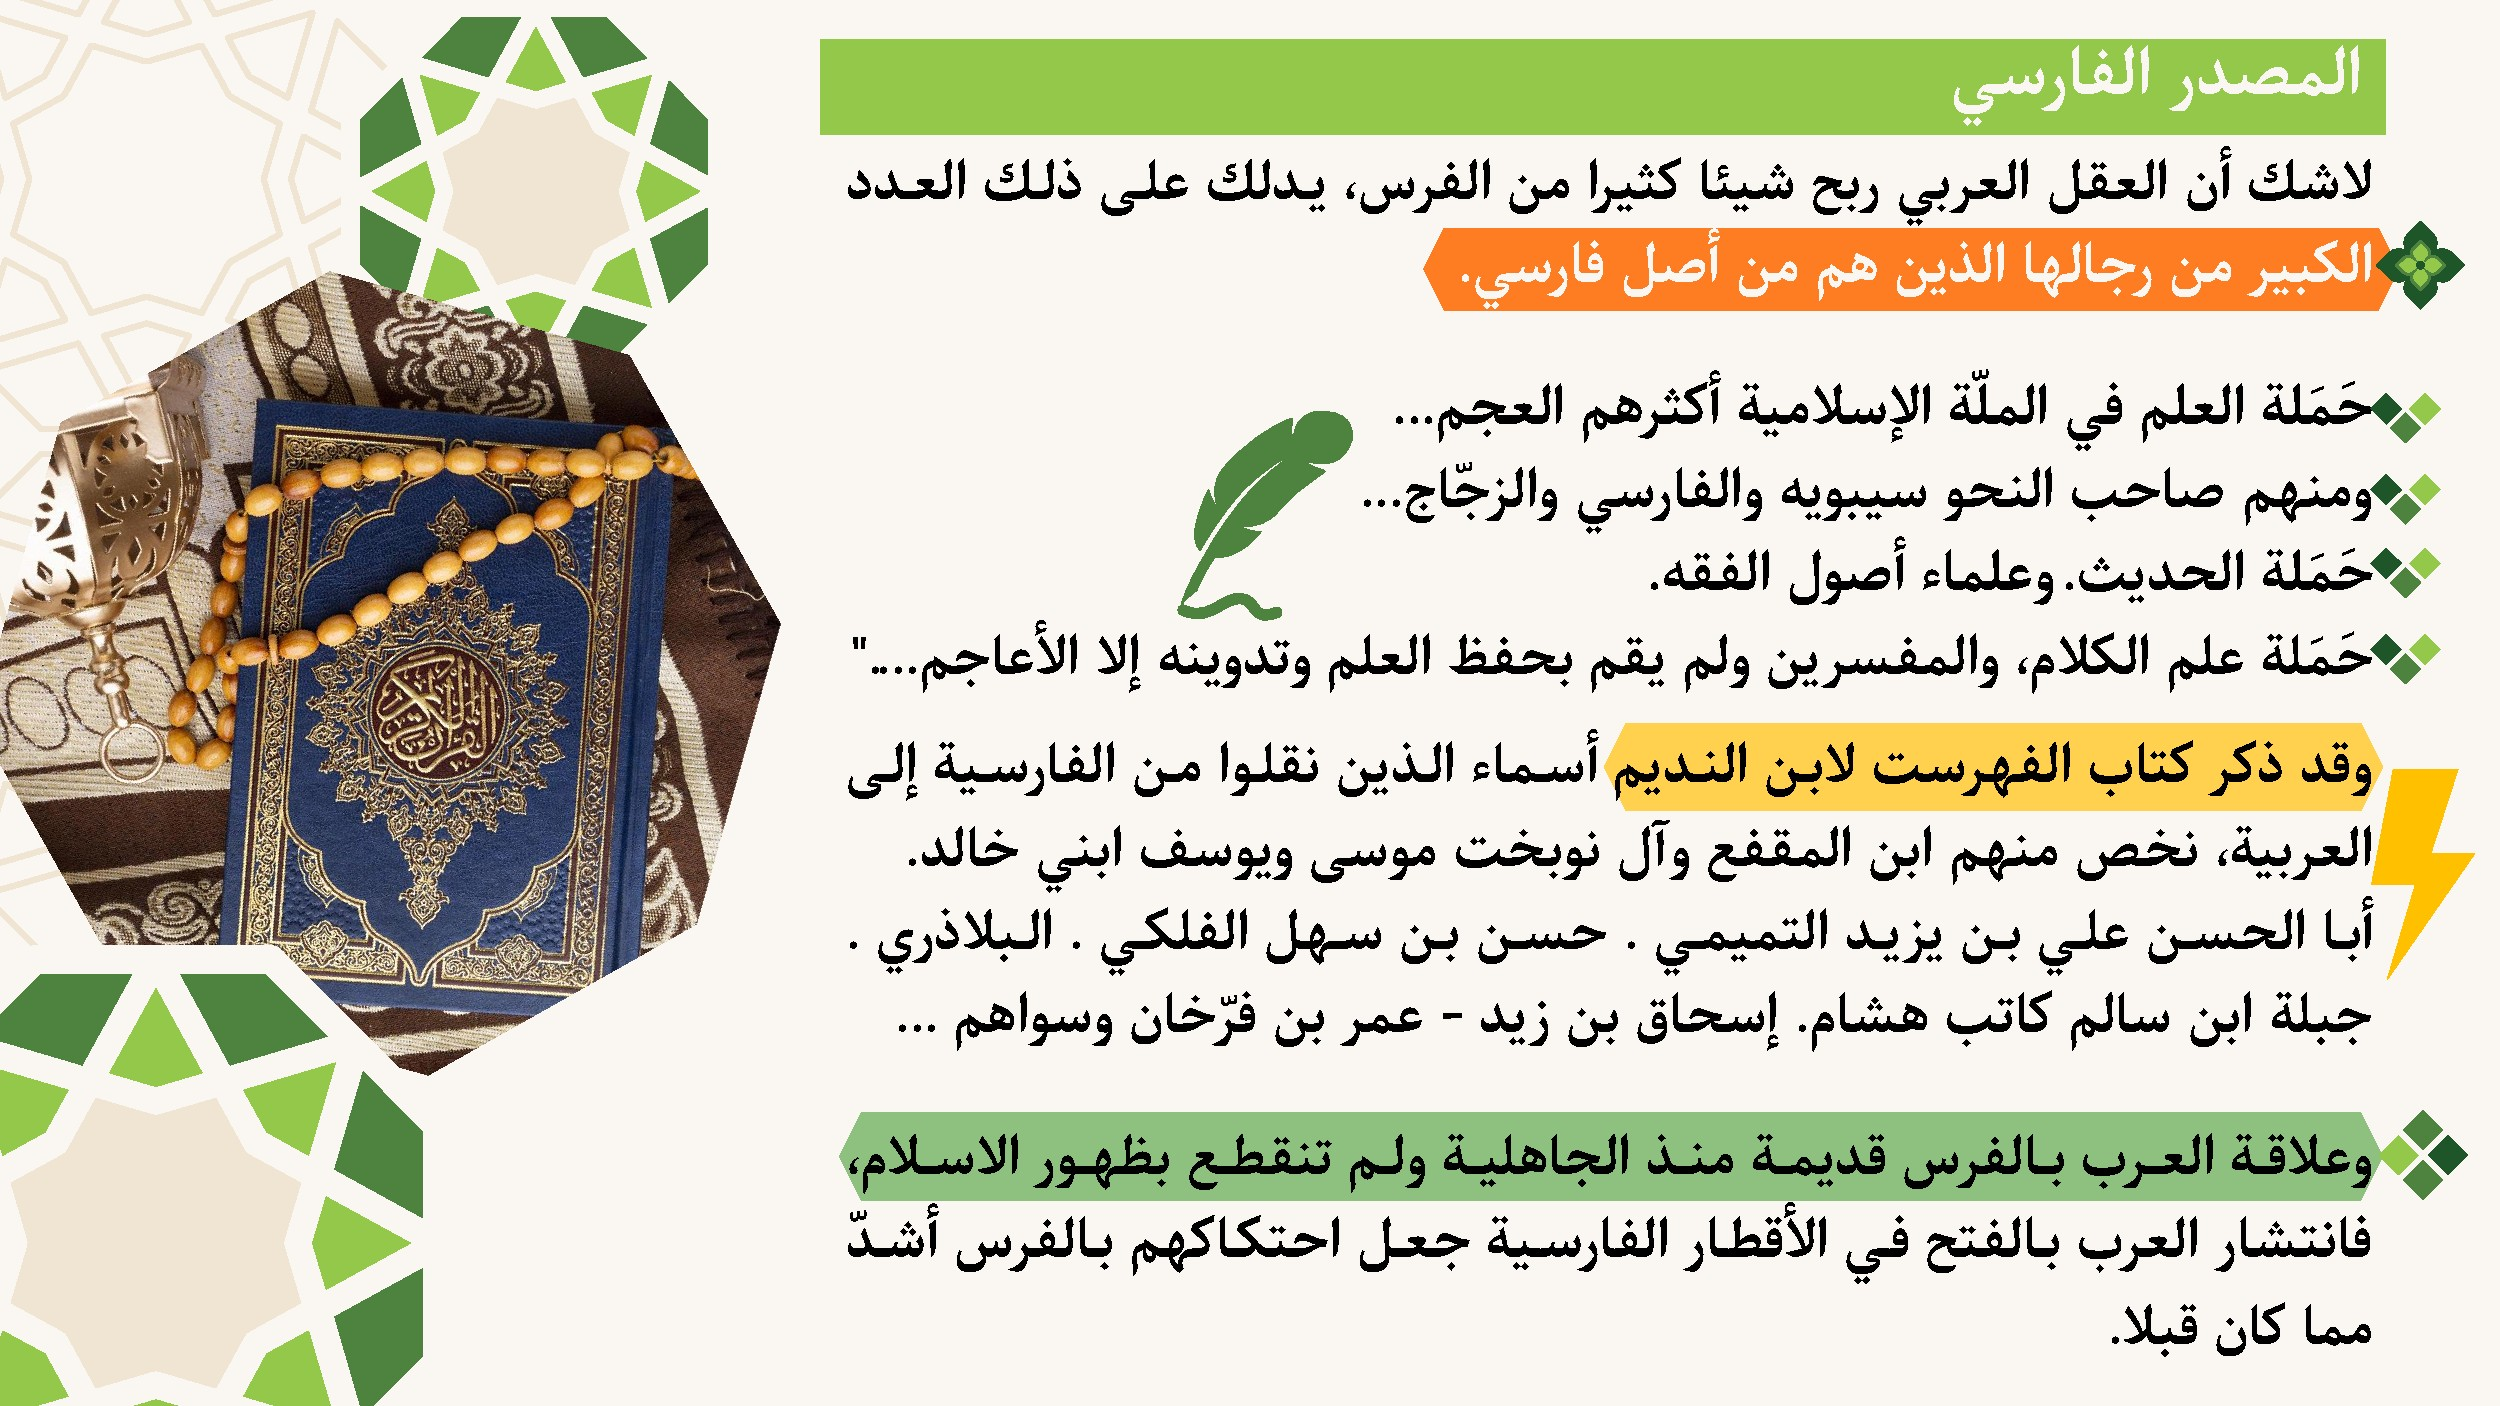 المصدر الفارسي
لاشك أن العقل العربي ربح شيئا كثيرا من الفرس، يدلك على ذلك العدد
الكبير من رجالها الذين هم من أصل فارسي.
حَمَلة العلم في الملّة الإسلامية أكثرهم العجم...
ومنهم صاحب النحو سيبويه والفارسي والزجّاج...
حَمَلة الحديث. وعلماء أصول الفقه.
حَمَلة علم الكلام، والمفسرين ولم يقم بحفظ العلم وتدوينه إلا الأعاجم...."
وقد ذكر كتاب الفهرست لابن النديم أسماء الذين نقلوا من الفارسية إلى
العربية، نخص منهم ابن المقفع وآل نوبخت موسى ويوسف ابني خالد.
أبا الحسن علي بن يزيد التميمي . حسن بن سهل الفلكي . البلاذري .
جبلة ابن سالم كاتب هشام. إسحاق بن زيد – عمر بن فرّخان وسواهم ...
وعلاقة العرب بالفرس قديمة منذ الجاهلية ولم تنقطع بظهور الاسلام،
فانتشار العرب بالفتح في الأقطار الفارسية جعل احتكاكهم بالفرس أشدّ
مما كان قبلا.
القرآن الكريم